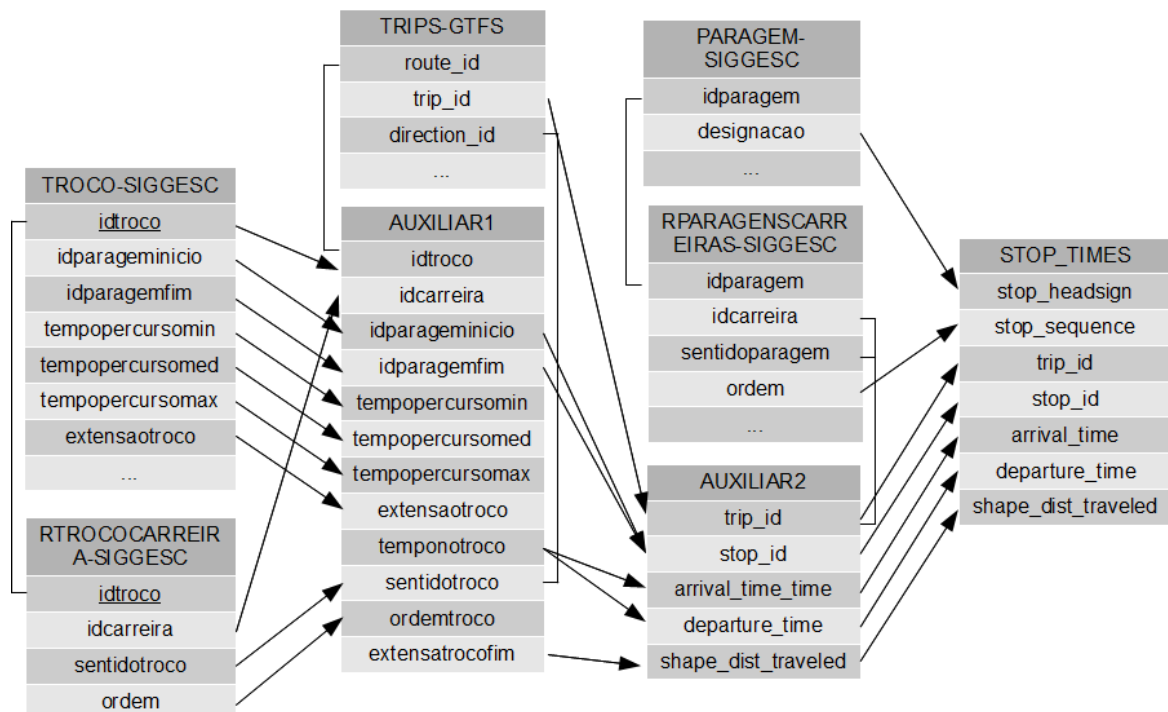 TROCO-SIGGESC
idtroco
idparageminicio
idparagemfim
tempopercursomin
tempopercursomed
tempopercursomax
extensaotroco
...
RTROCOCARREIR
A-SIGGESC
idtroco
idcarreira
sentidotroco
ordem
TRIPS-GTFS
route_id
trip_id
direction_id
...
AUXILIAR1
idtroco
idcarreira
idparageminicio
idparagemfim
tempopercursomin
tempopercursomed
tempopercursomax
extensaotroco
temponotroco
sentidotroco
ordemtroco
extensatrocofim
PARAGEM-
SIGGESC
idparagem
designacao
...
RPARAGENSCARR
EIRAS-SIGGESC
idparagem
idcarreira
sentidoparagem
ordem
...
AUXILIAR2
trip_id
stop_id
arrival_time_time
departure_time
shape_dist_traveled
STOP_TIMES
stop_headsign
stop_sequence
trip_id
stop_id
arrival_time
departure_time
shape_dist_traveled